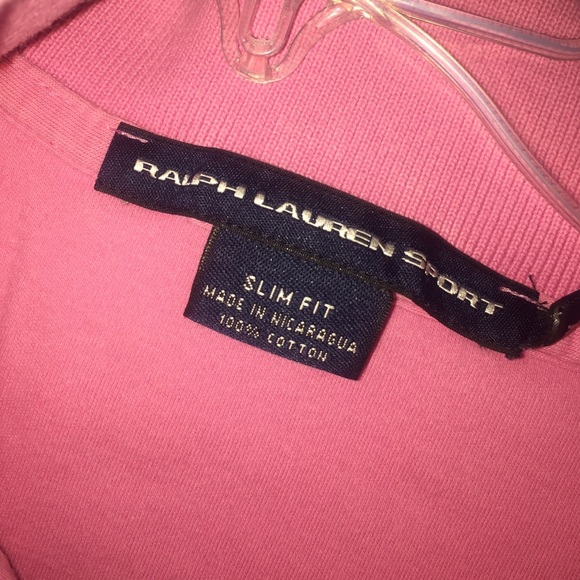 RALPH LAUREN SPORT
SLIM FIT
MADE IN NICARAGUA
100% COTTON